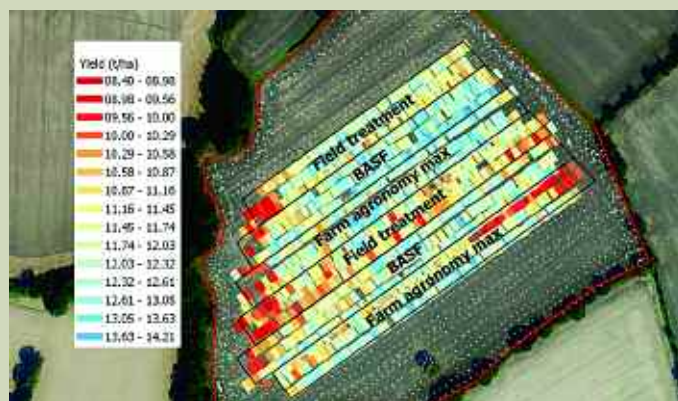 Yield (t/ha)
08.40 - 08.98
08.98 - 09.56
09.56 - 10.00
10.00 - 10.29
10.29 - 10.58
10.58 - 10.87
10.87 - 11.16
11.16 - 11.45
11.45 - 11.74
11.74 - 12.03
12.03 - 12.32
12.32 - 12.61
12.61 - 13.05
13.05 - 13.63
13.63 - 14.21
Field treatment
BASF
Farm agronomy max
Field treatment
BASF
Farm agronomy max